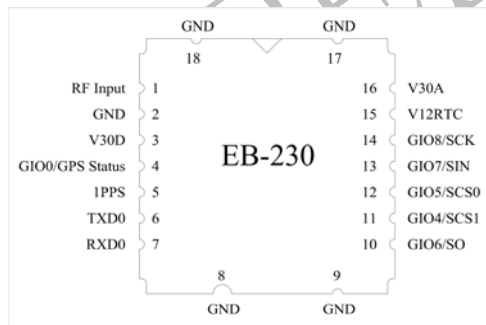 GND GND
18 17
RF Input 1 16 V30A
GND 2 15 V12RTC
V30D 3 14 GIO8/SCK
GIO0/GPS Status 4 EB-230 13 GIO7/SIN
1PPS 5 12 GIO5/SCS0
TXD0 6 11 GIO4/SCS1
RXD0 7 10 GIO6/SO
8 9
GND GND